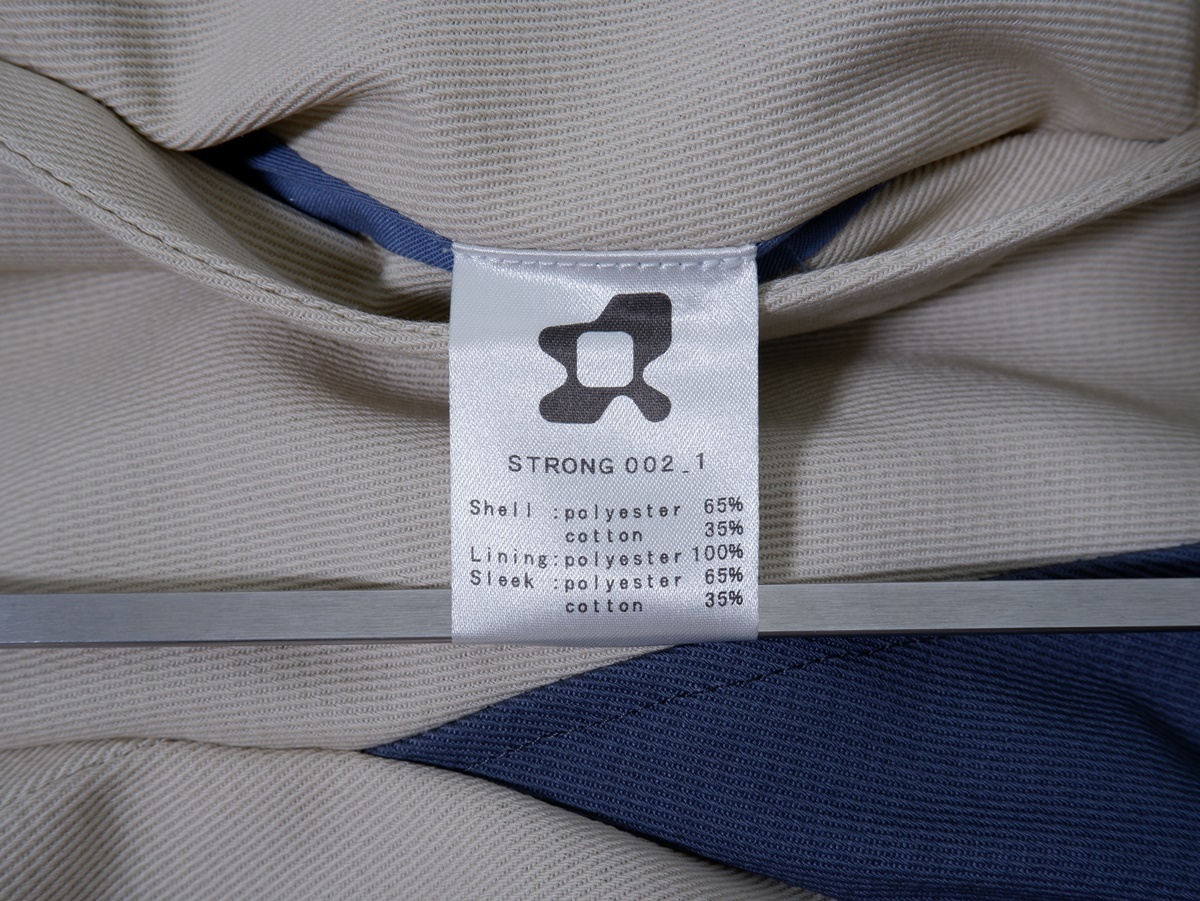 STRONG 002_1
Shell :polyester 65%
cotton 35%
Lining:polyester 100%
Sleek :polyester 65%
cotton 35%